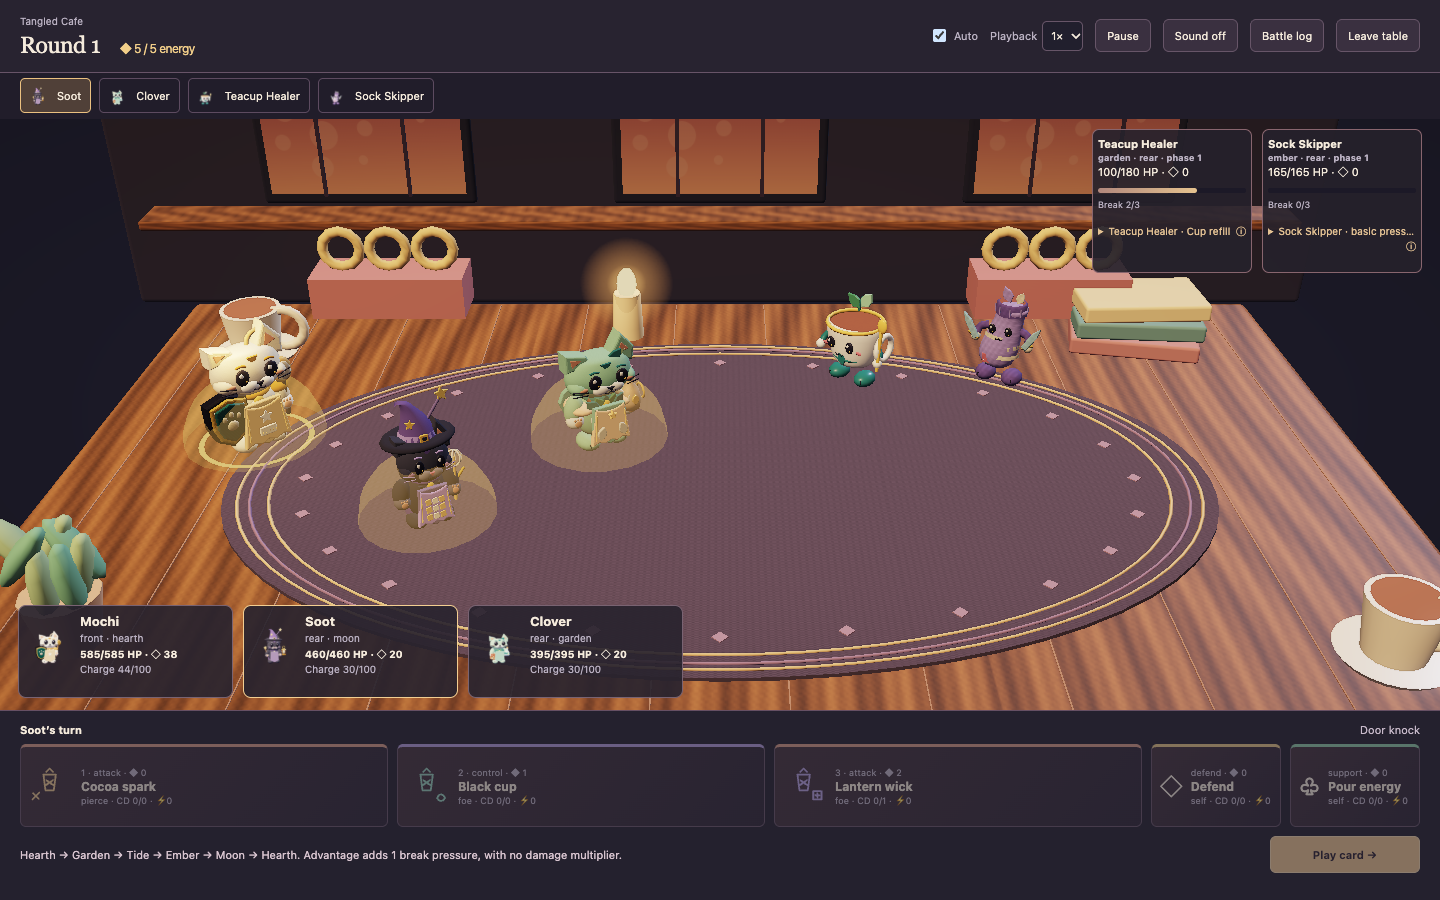 Tangled Cafe
Round 1
◆ 5 / 5 energy
Auto
Playback
1×
Pause
Sound off
Battle log
Leave table
Soot
Clover
Teacup Healer
Sock Skipper
Teacup Healer
garden · rear · phase 1
100/180 HP · ◇ 0
Break 2/3
▶ Teacup Healer · Cup refill ⓘ
Sock Skipper
ember · rear · phase 1
165/165 HP · ◇ 0
Break 0/3
▶ Sock Skipper · basic press... ⓘ
Mochi
front · hearth
585/585 HP · ◇ 38
Charge 44/100
Soot
rear · moon
460/460 HP · ◇ 20
Charge 30/100
Clover
rear · garden
395/395 HP · ◇ 20
Charge 30/100
Soot's turn
Door knock
1 · attack · ◆ 0
Cocoa spark
pierce · CD 0/0 · ⚡0
2 · control · ◆ 1
Black cup
foe · CD 0/0 · ⚡0
3 · attack · ◆ 2
Lantern wick
foe · CD 0/1 · ⚡0
defend · ◆ 0
Defend
self · CD 0/0 · ⚡0
support · ◆ 0
Pour energy
self · CD 0/0 · ⚡0
Hearth → Garden → Tide → Ember → Moon → Hearth. Advantage adds 1 break pressure, with no damage multiplier.
Play card →